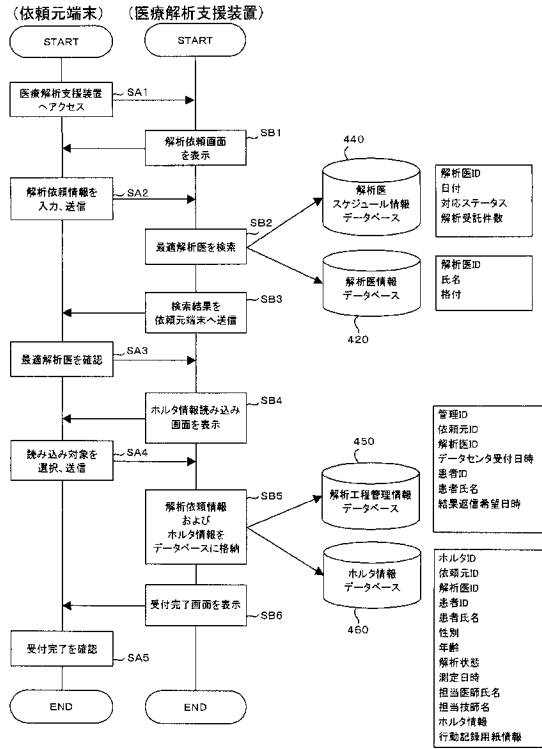 (依頼元端末)
(医療解析支援装置)
START
START
医療解析支援装置
へアクセス
SA1
解析依頼画面
を表示
SB1
解析依頼情報を
入力、送信
SA2
最適解析医を検索
SB2
440
解析医
スケジュール情報
データベース
解析医ID
日付
対応ステータス
解析受託件数
解析医情報
データベース
420
解析医ID
氏名
格付
検索結果を
依頼元端末へ送信
SB3
最適解析医を確認
SA3
ホルタ情報読み込み
画面を表示
SB4
読み込み対象を
選択、送信
SA4
解析依頼情報
および
ホルタ情報を
データベースに格納
SB5
450
解析工程管理情報
データベース
管理ID
依頼元ID
解析医ID
データセンタ受付日時
患者ID
患者氏名
結果返信希望日時
ホルタ情報
データベース
460
ホルタID
依頼元ID
解析医ID
患者ID
患者氏名
性別
年齢
解析状態
測定日時
担当医師氏名
担当技師名
ホルタ情報
行動記録用紙情報
受付完了画面を表示
SB6
受付完了を確認
SA5
END
END